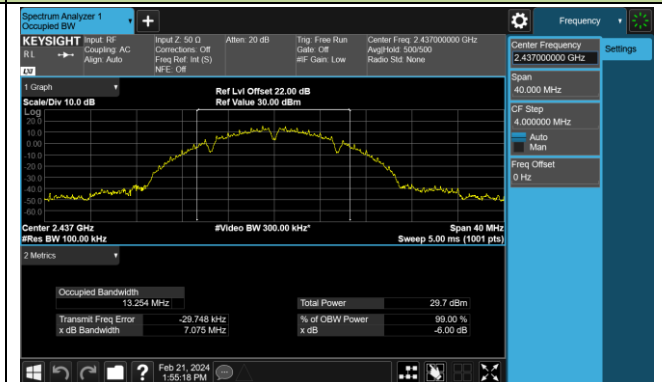 Spectrum Analyzer 1
Occupied BW
+
Frequency
KEYSIGHT
RL
LXI
Input: RF
Coupling: AC
Align: Auto
Input Z: 50 Ω
Corrections: Off
Freq Ref: Int (S)
NFE: Off
Atten: 20 dB
Trig: Free Run
Gate: Off
#IF Gain: Low
Center Freq: 2.437000000 GHz
Avg|Hold: 500/500
Radio Std: None
Center Frequency
2.437000000 GHz
Settings
Span
40.000 MHz
CF Step
4.000000 MHz
Auto
Man
Freq Offset
0 Hz
1 Graph
Scale/Div 10.0 dB
Ref Lvl Offset 22.00 dB
Ref Value 30.00 dBm
Log
20.0
10.0
0.00
-10.0
-20.0
-30.0
-40.0
-50.0
-60.0
Center 2.437 GHz
#Res BW 100.00 kHz
#Video BW 300.00 kHz*
Span 40 MHz
Sweep 5.00 ms (1001 pts)
2 Metrics
Occupied Bandwidth
13.254 MHz
Total Power 29.7 dBm
Transmit Freq Error -29.748 kHz
% of OBW Power 99.00 %
x dB Bandwidth 7.075 MHz
x dB -6.00 dB
?
Feb 21, 2024
1:55:18 PM